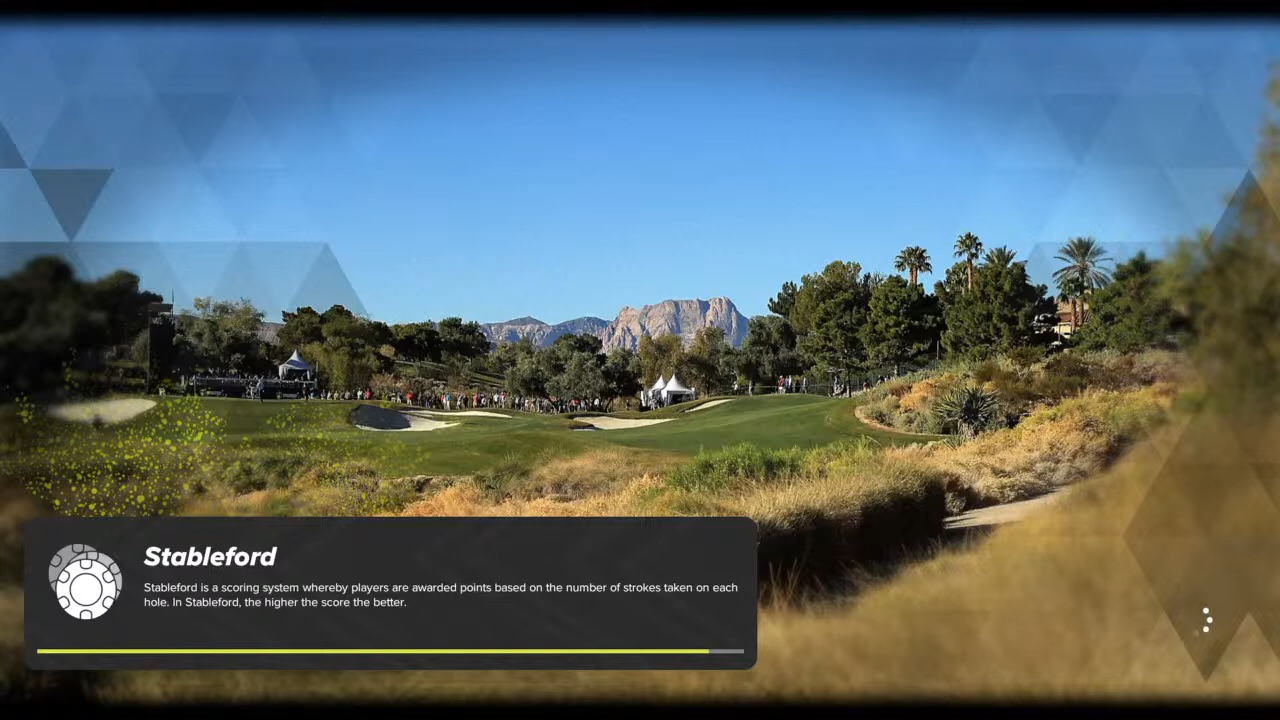 Stableford
Stableford is a scoring system whereby players are awarded points based on the number of strokes taken on each
hole. In Stableford, the higher the score the better.